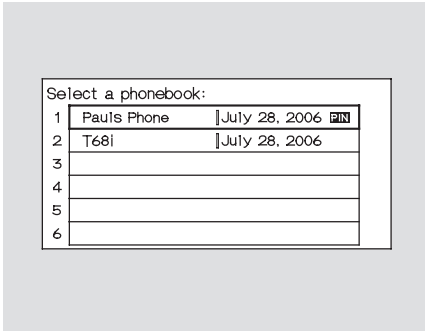 Select a phonebook:
1 Pauls Phone July 28, 2006 PIN
2 T68i July 28, 2006
3
4
5
6